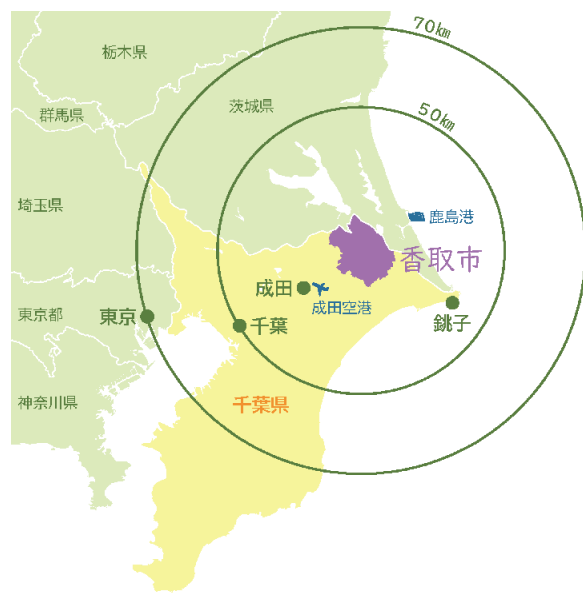 70㎞
栃木県
群馬県
茨城県
50㎞
埼玉県
鹿島港
香取市
成田
成田空港
東京都
東京
千葉
銚子
神奈川県
千葉県